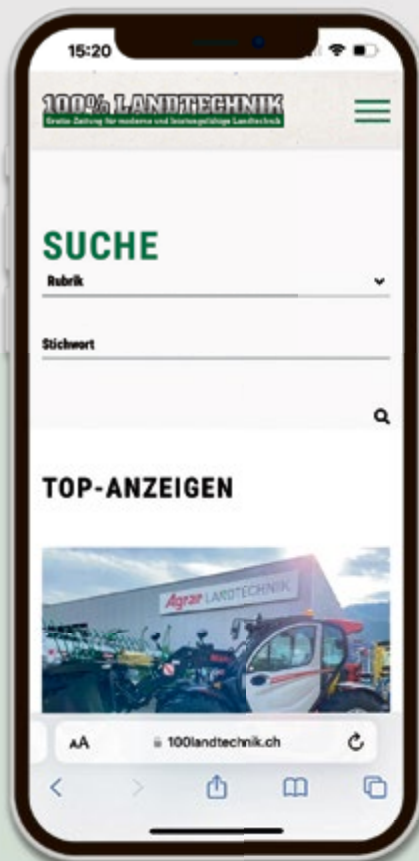 15:20
100% LANDTECHNIK
Gratis-Zeitung für moderne und leistungsfähige Landtechnik
SUCHE
Rubrik
Stichwort
TOP-ANZEIGEN
Agrar LANDTECHNIK
AA
100landtechnik.ch